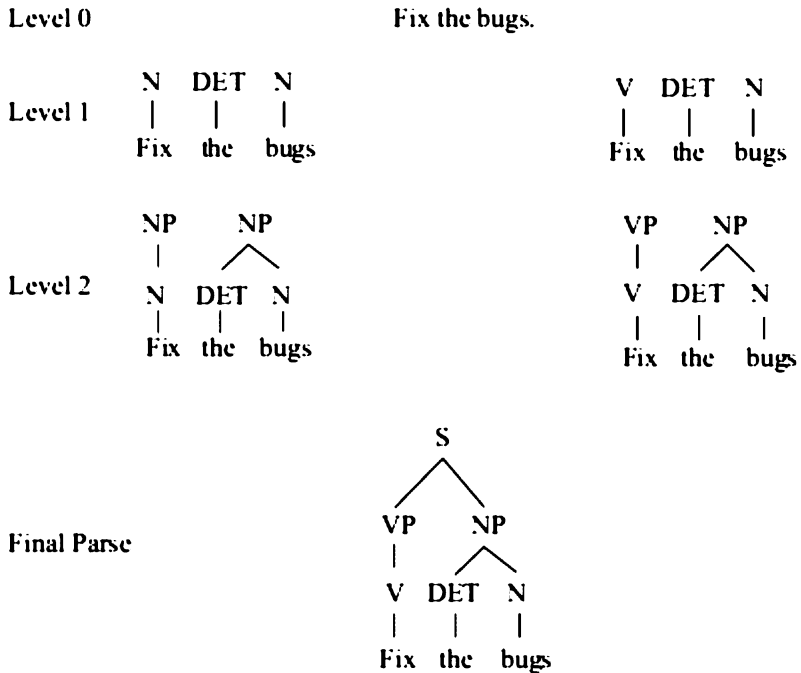 Level 0 Fix the bugs.
N DET N V DET N
Level 1
Fix the bugs Fix the bugs
NP NP VP NP
Level 2 N DET N V DET N
Fix the bugs Fix the bugs
S
Final Parse VP NP
V DET N
Fix the bugs